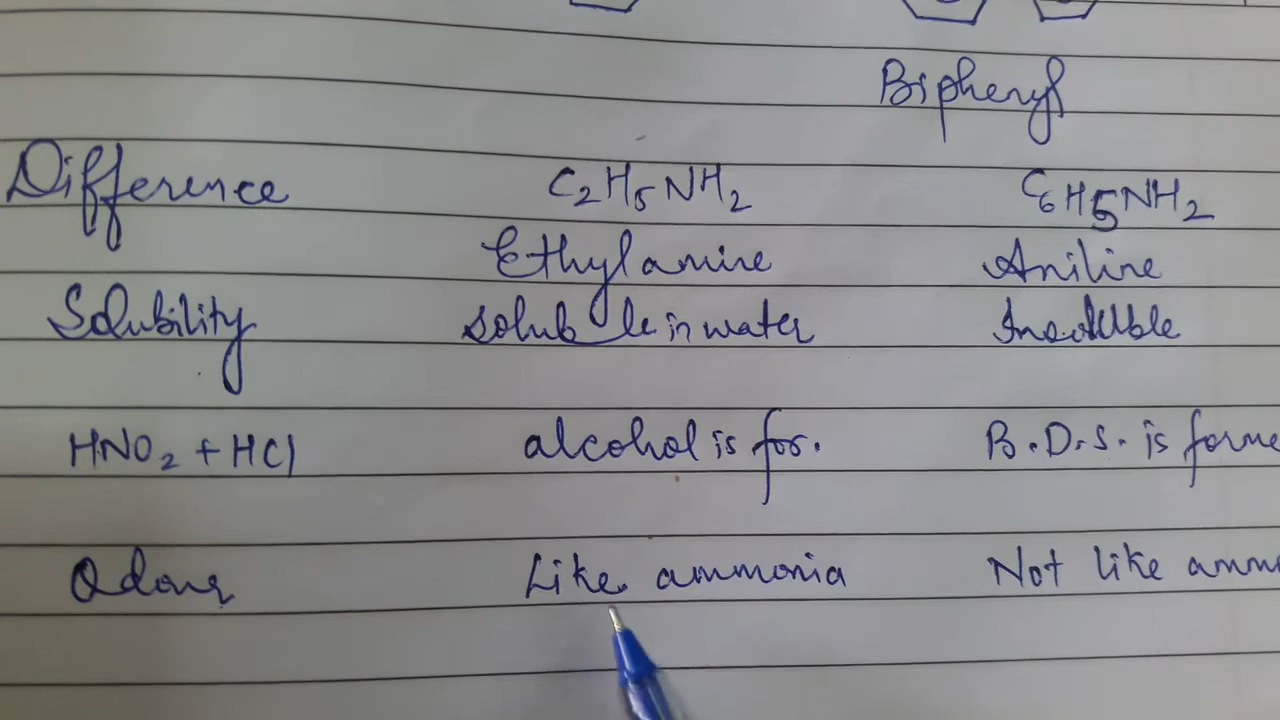 Biphenyl
Difference C2H5NH2 C6H5NH2
Ethylamine Aniline
Solubility soluble in water Insoluble
HNO2 + HCl alcohol is for. B.D.S. is forme
Odour Like ammonia Not like amm